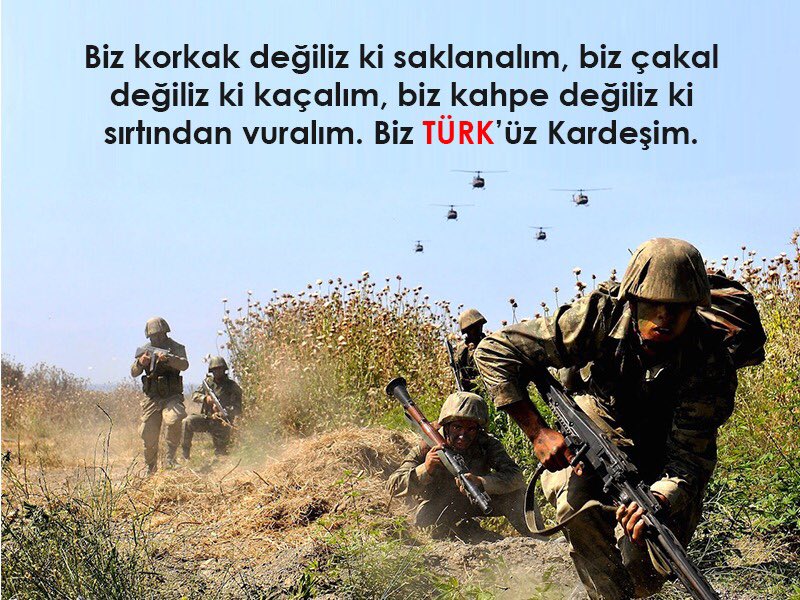 Biz korkak değiliz ki saklanalım, biz çakal
değiliz ki kaçalım, biz kahpe değiliz ki
sırtından vuralım. Biz TÜRK’üz Kardeşim.